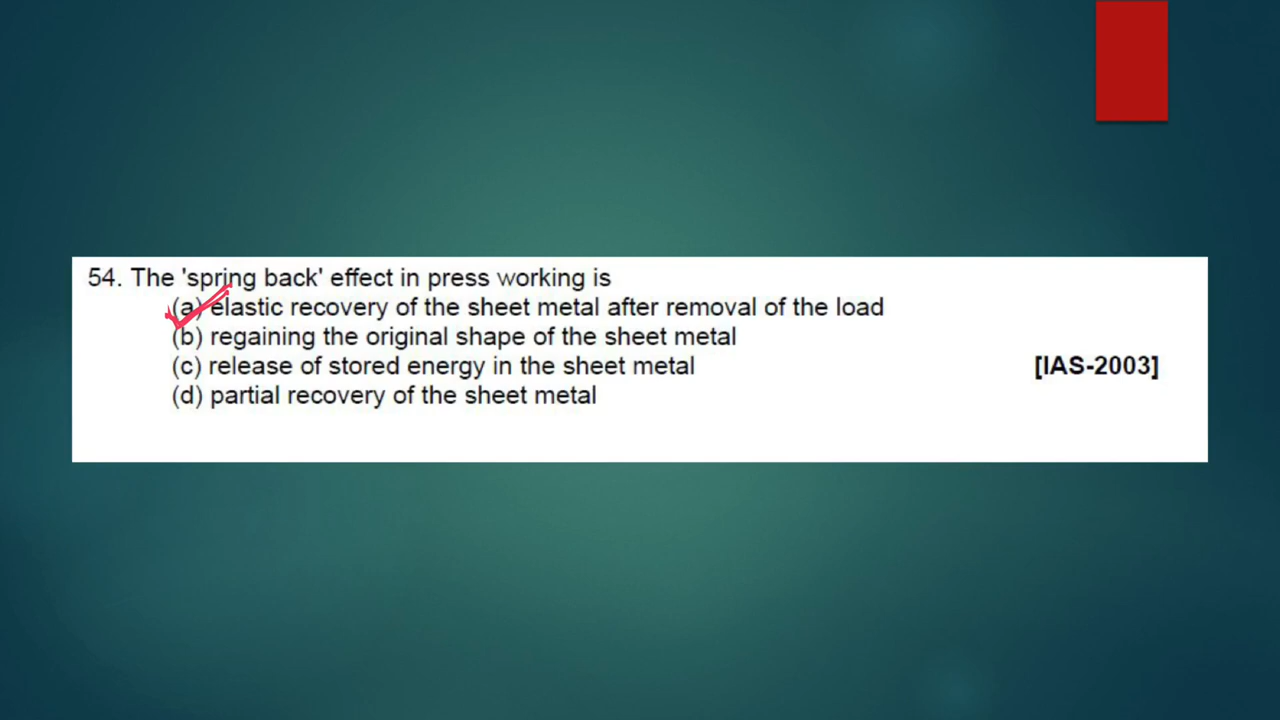 54. The 'spring back' effect in press working is
(a) elastic recovery of the sheet metal after removal of the load
(b) regaining the original shape of the sheet metal
(c) release of stored energy in the sheet metal [IAS-2003]
(d) partial recovery of the sheet metal